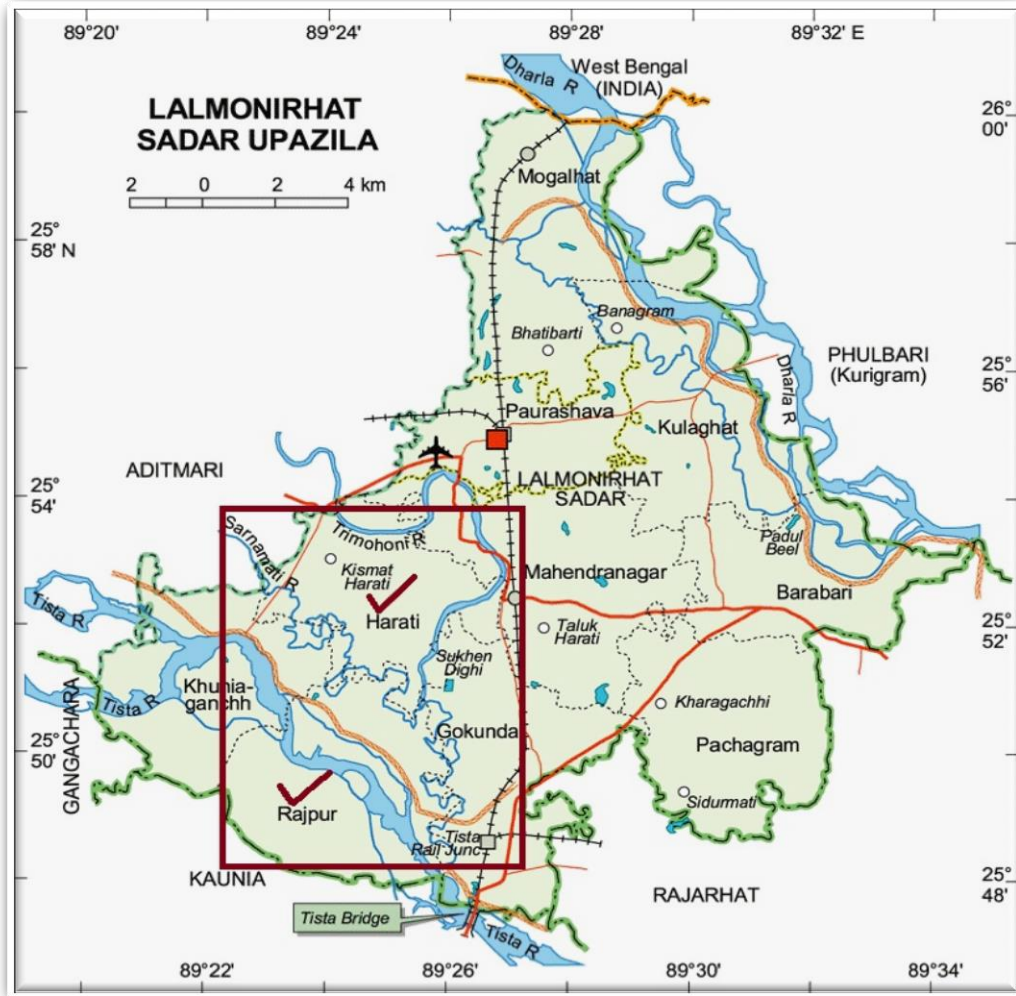 89°20'
89°24'
89°28'
89°32' E
West Bengal
(INDIA)
Dharla R
LALMONIRHAT
SADAR UPAZILA
2 0 2 4 km
26°
00'
Mogalhat
25°
58' N
Banagram
Bhatibarti
PHULBARI
(Kurigram)
25°
56'
Dharla R
Paurashava
Kulaghat
ADITMARI
LALMONIRHAT
SADAR
25°
54'
Sarnamati R
Trimohoni R
Padul
Beel
Kismat
Harati
Mahendranagar
Barabari
Harati
Tista R
Taluk
Harati
25°
52'
Sukhen
Dighi
Khunia-
ganchh
Tista R
GANGACHARA
Kharagachhi
Gokunda
Pachagram
25°
50'
Sidurmati
Rajpur
Tista
Rail Junc
KAUNIA
RAJARHAT
25°
48'
Tista Bridge
Tista R
89°22'
89°26'
89°30'
89°34'